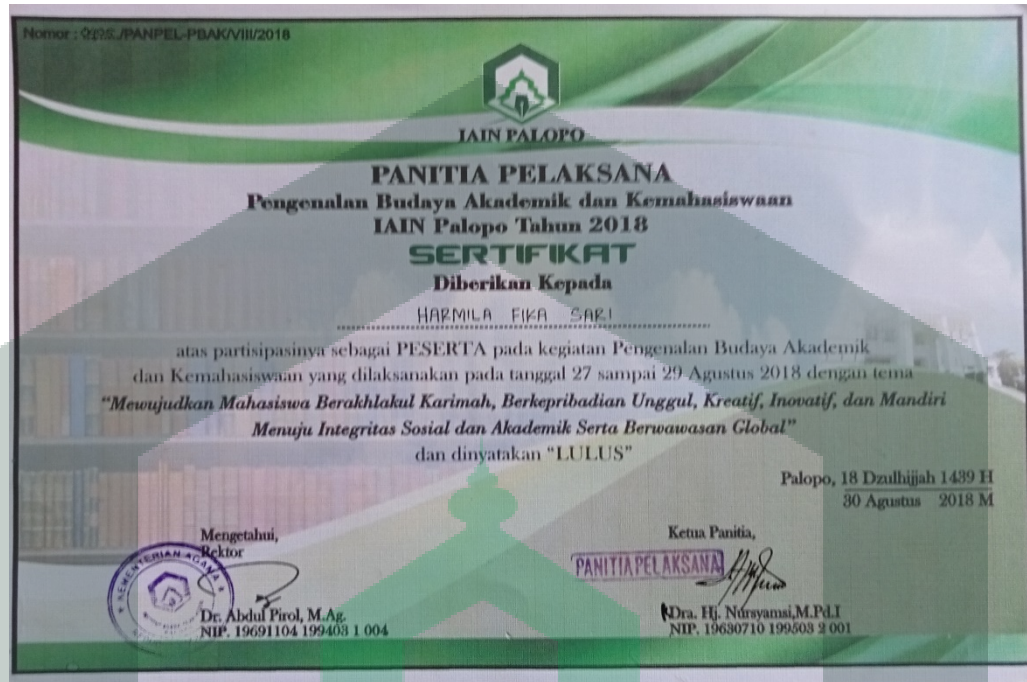 Nomor : /PANPEL-PBAK/VIII/2018
IAIN PALOPO
PANITIA PELAKSANA
Pengenalan Budaya Akademik dan Kemahasiswaan
IAIN Palopo Tahun 2018
SERTIFIKAT
Diberikan Kepada
HARMILA FIKA SARI
atas partisipasinya sebagai PESERTA pada kegiatan Pengenalan Budaya Akademik
dan Kemahasiswaan yang dilaksanakan pada tanggal 27 sampai 29 Agustus 2018 dengan tema
“Mewujudkan Mahasiswa Berakhlakul Karimah, Berkepribadian Unggul, Kreatif, Inovatif, dan Mandiri
Menuju Integritas Sosial dan Akademik Serta Berwawasan Global”
dan dinyatakan “LULUS”
Palopo, 18 Dzulhijjah 1439 H
30 Agustus 2018 M
Mengetahui,
Rektor
KEMENTERIAN AGAMA
Dr. Abdul Pirol, M.Ag.
NIP. 19691104 199403 1 004
Ketua Panitia,
PANITIA PELAKSANA
Dra. Hj. Nursyamsi,M.Pd.I
NIP. 19630710 199503 2 001